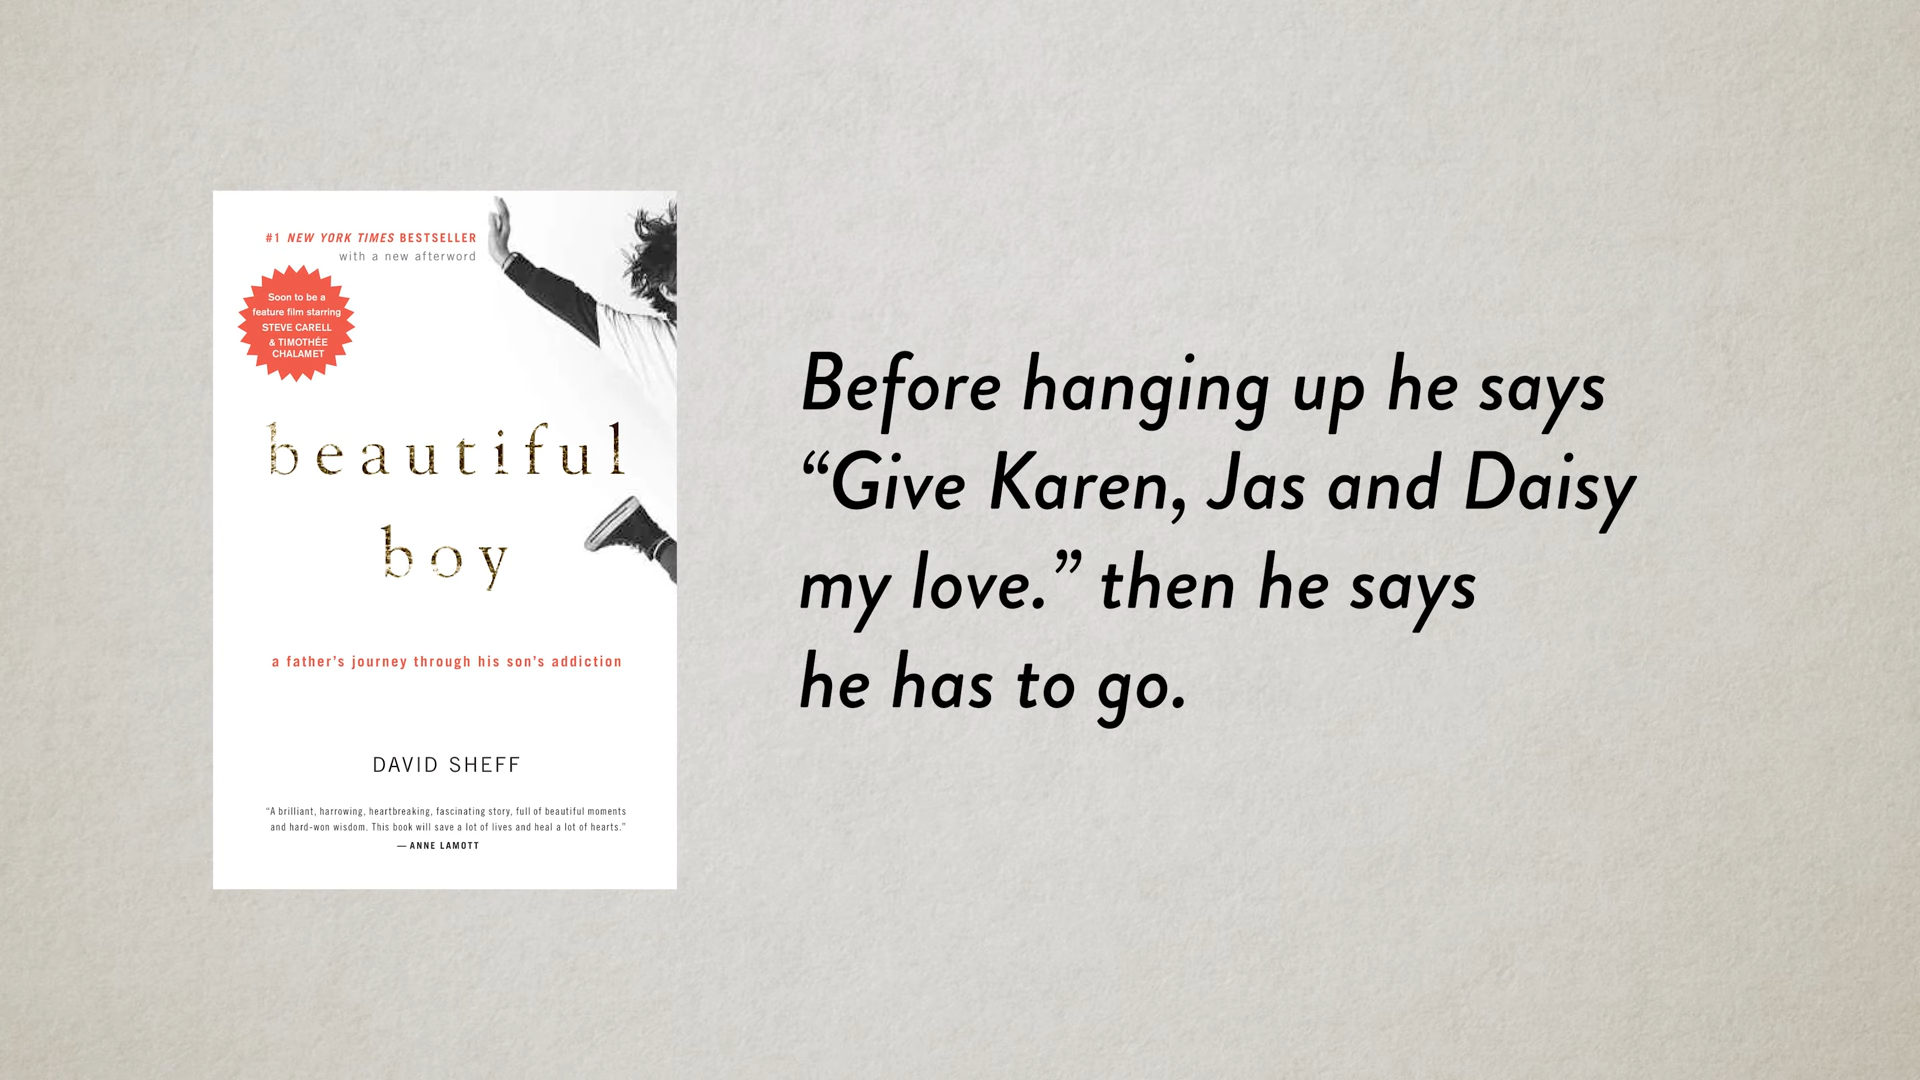 #1 NEW YORK TIMES BESTSELLER
with a new afterword
Soon to be a
feature film starring
STEVE CARELL
& TIMOTHÉE
CHALAMET
beautiful
boy
a father’s journey through his son’s addiction
DAVID SHEFF
“A brilliant, harrowing, heartbreaking, fascinating story, full of beautiful moments
and hard-won wisdom. This book will save a lot of lives and heal a lot of hearts.”
— ANNE LAMOTT
Before hanging up he says
“Give Karen, Jas and Daisy
my love.” then he says
he has to go.